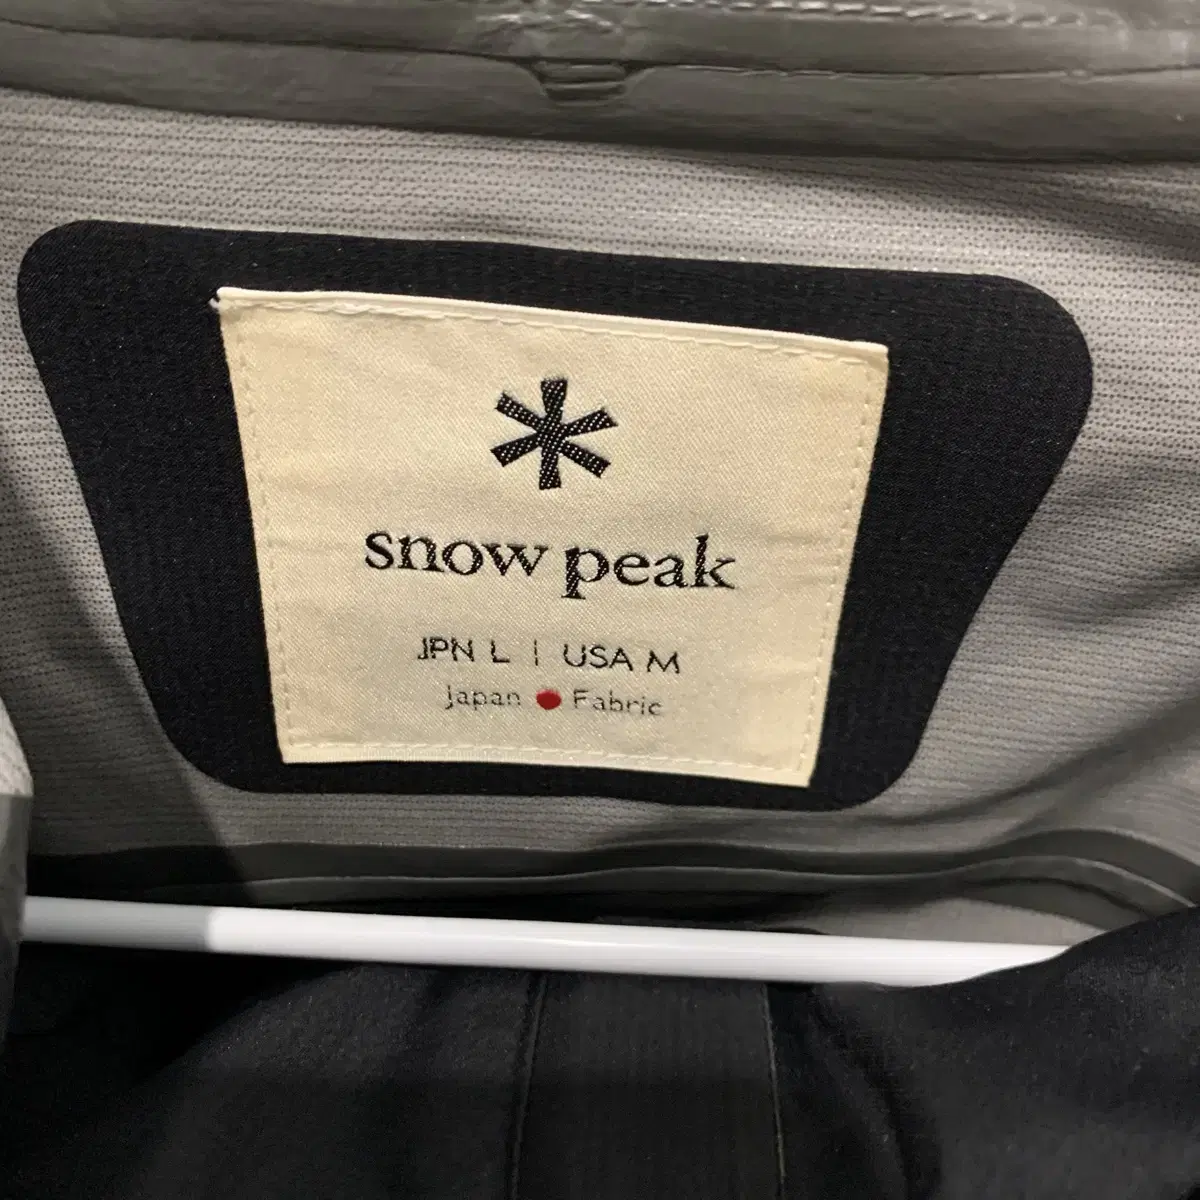 snow peak
JPN L | USA M
Japan ● Fabric